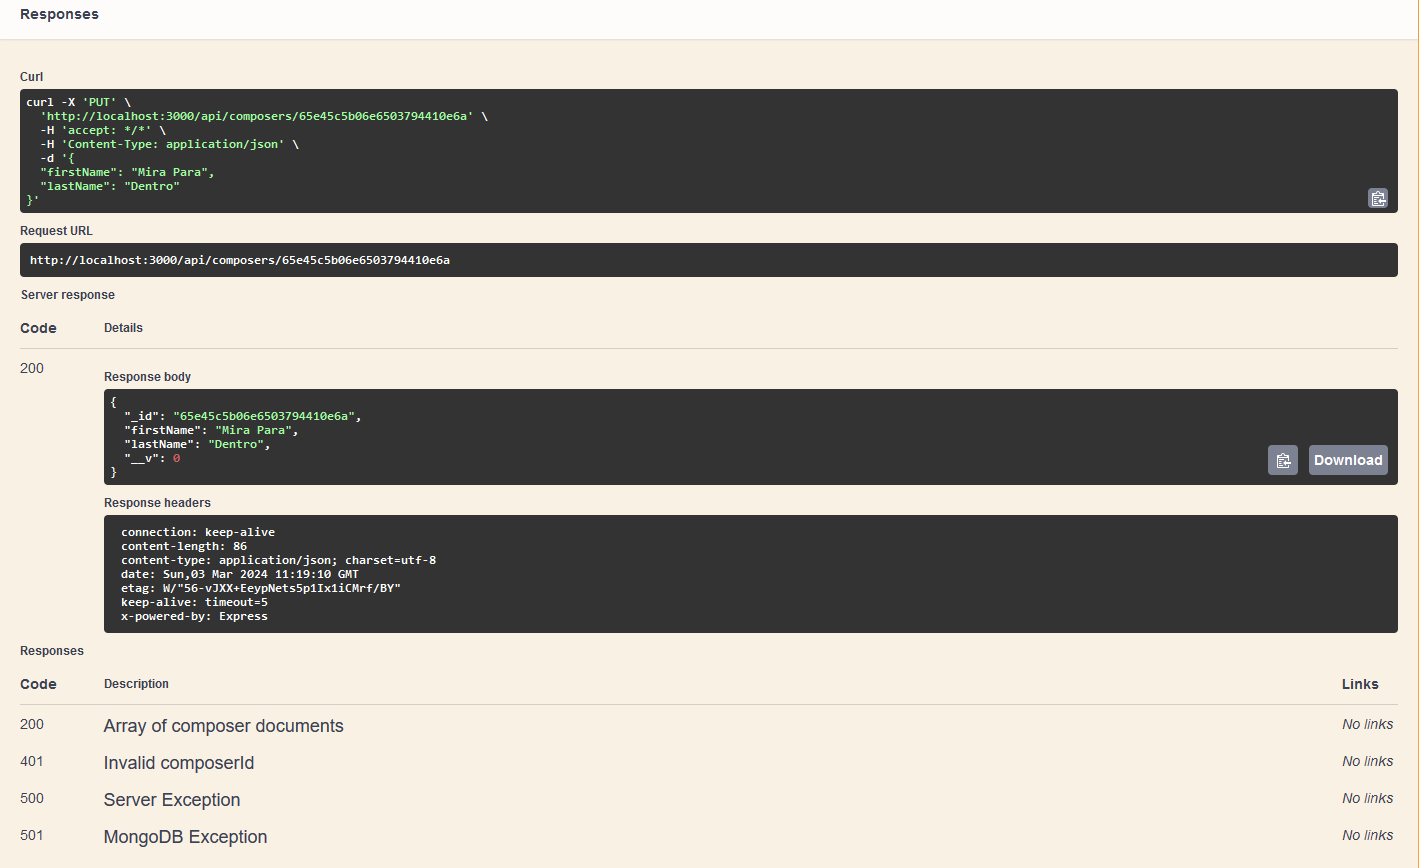 Responses
Curl
curl -X 'PUT' \
'http://localhost:3000/api/composers/65e45c5b06e6503794410e6a' \
-H 'accept: */*' \
-H 'Content-Type: application/json' \
-d '{
"firstName": "Mira Para",
"lastName": "Dentro"
}'
Request URL
http://localhost:3000/api/composers/65e45c5b06e6503794410e6a
Server response
Code Details
200
Response body
{
"_id": "65e45c5b06e6503794410e6a",
"firstName": "Mira Para",
"lastName": "Dentro",
"__v": 0
}
Download
Response headers
connection: keep-alive
content-length: 86
content-type: application/json; charset=utf-8
date: Sun,03 Mar 2024 11:19:10 GMT
etag: W/"56-vJXX+EeypNets5p1Ix1iCMrf/BY"
keep-alive: timeout=5
x-powered-by: Express
Responses
Code Description Links
200 Array of composer documents No links
401 Invalid composerId No links
500 Server Exception No links
501 MongoDB Exception No links